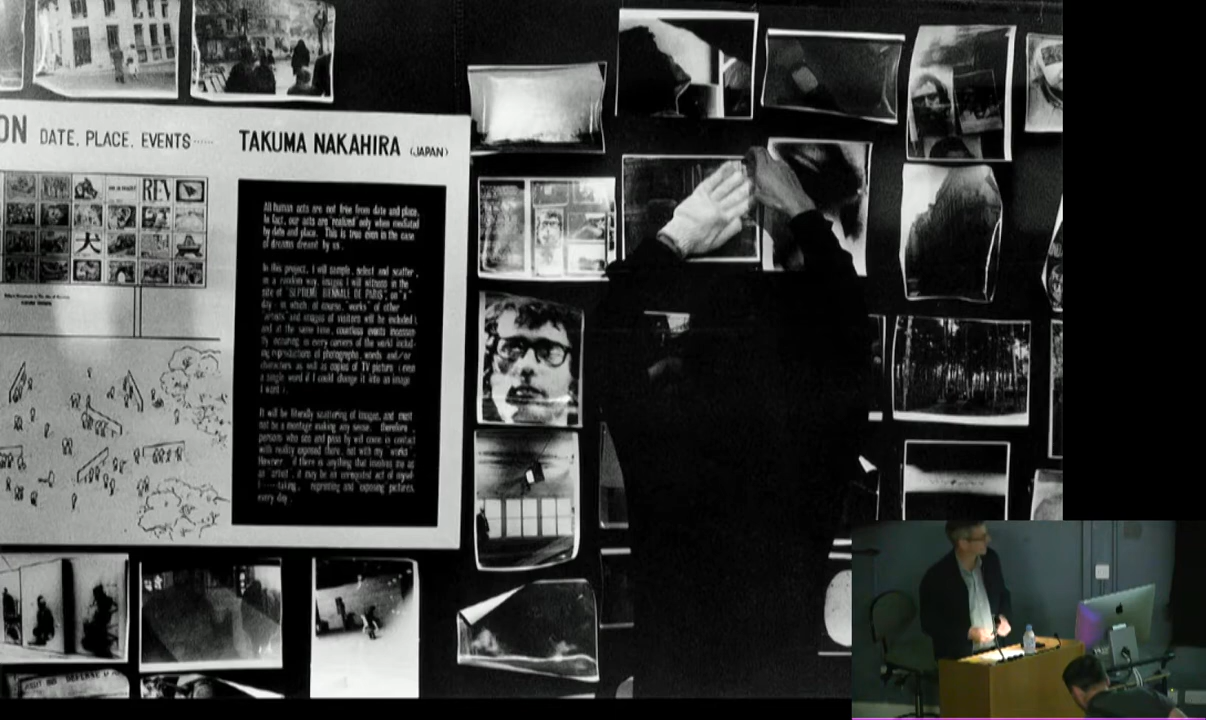 ON DATE. PLACE. EVENTS......
TAKUMA NAKAHIRA (JAPAN)
REV
犬
All human acts are not free from date and place.
In fact, our acts are realized only when mediated
by date and place. This is true even in the case
of dreams dreamt by us.
In this project, I will sample, select and scatter,
in a random way, images I will witness in the
site of "SEPTIEME BIENNALE DE PARIS", on "x"
day - in which, of course, "works" of other
"artists" and images of visitors will be included,
and at the same time, countless events incessan-
tly occuring in every corners of the world includ-
ing reproductions of photographs, words and/or
characters as well as copies of TV picture (even
a single word if I could change it into an image
I want).
It will be literally scattering of images, and must
not be a montage making any sense. therefore,
persons who see and pass by will come in contact
with reality exposed there, but not with my "works".
However, if there is anything that involves me as
an "artist", it may be an unrequited act of mysel-
f——taking, reprinting and exposing pictures,
every day.